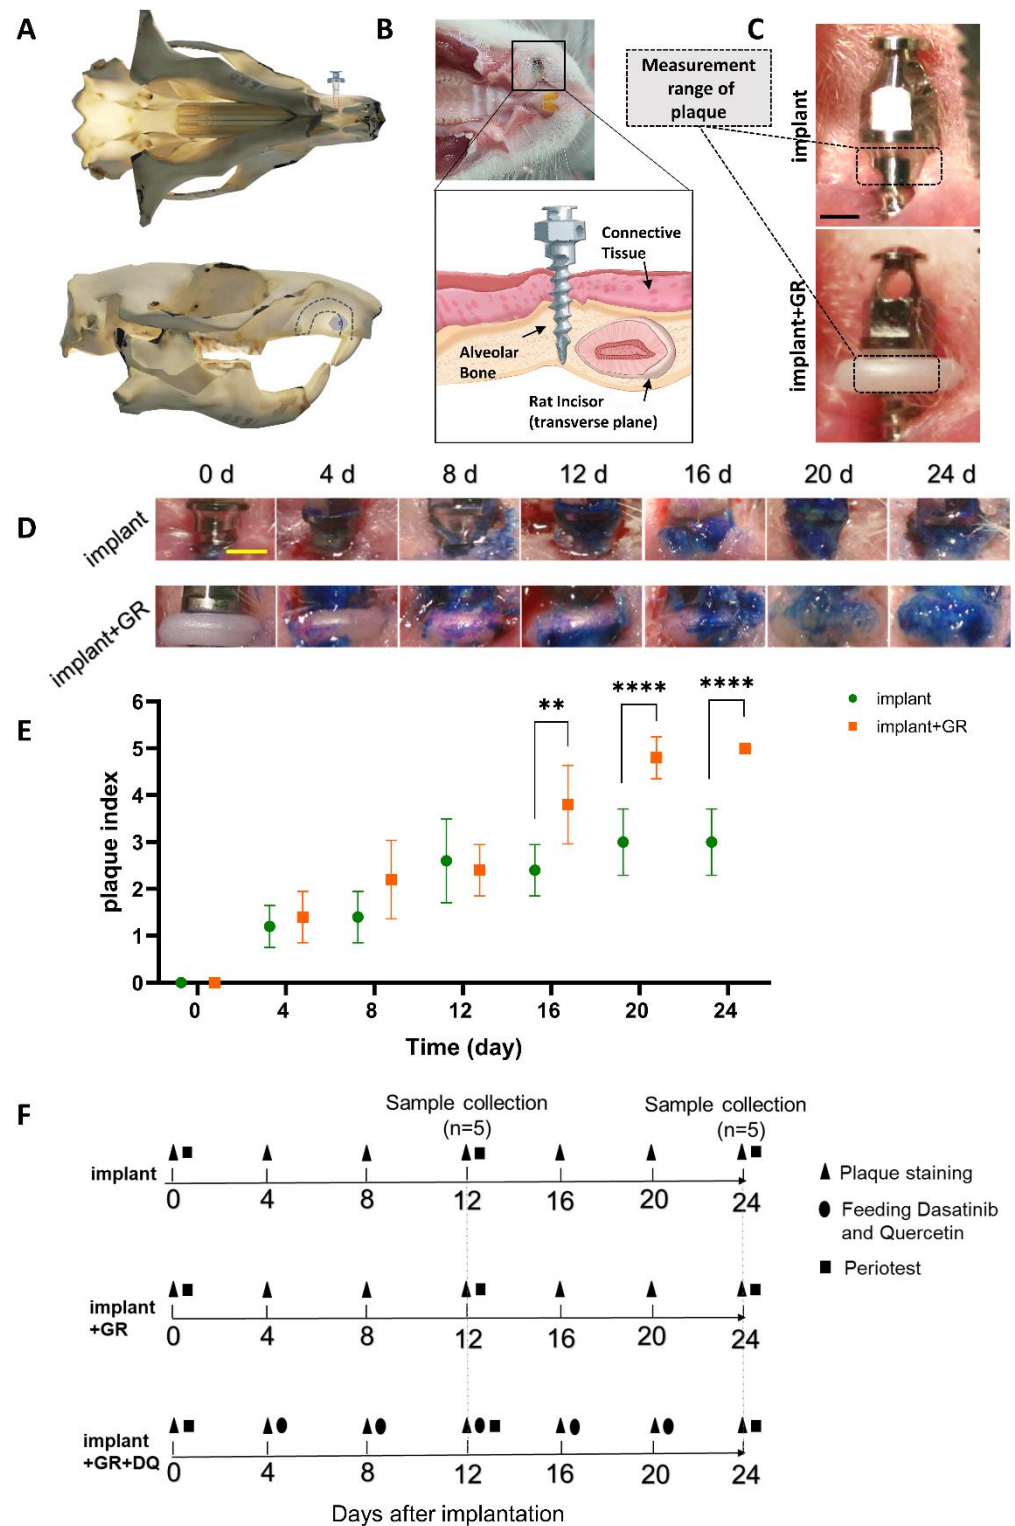 A
B
C
Measurement
range of
plaque
implant
implant+GR
Connective
Tissue
Alveolar
Bone
Rat Incisor
(transverse plane)
D
0 d 4 d 8 d 12 d 16 d 20 d 24 d
implant
implant+GR
E
plaque index
6
5
4
3
2
1
0
** **** ****
implant
implant+GR
0 4 8 12 16 20 24
Time (day)
F
Sample collection
(n=5)
Sample collection
(n=5)
implant
0 4 8 12 16 20 24
implant
+GR
0 4 8 12 16 20 24
implant
+GR+DQ
0 4 8 12 16 20 24
Days after implantation
Plaque staining
Feeding Dasatinib
and Quercetin
Periotest